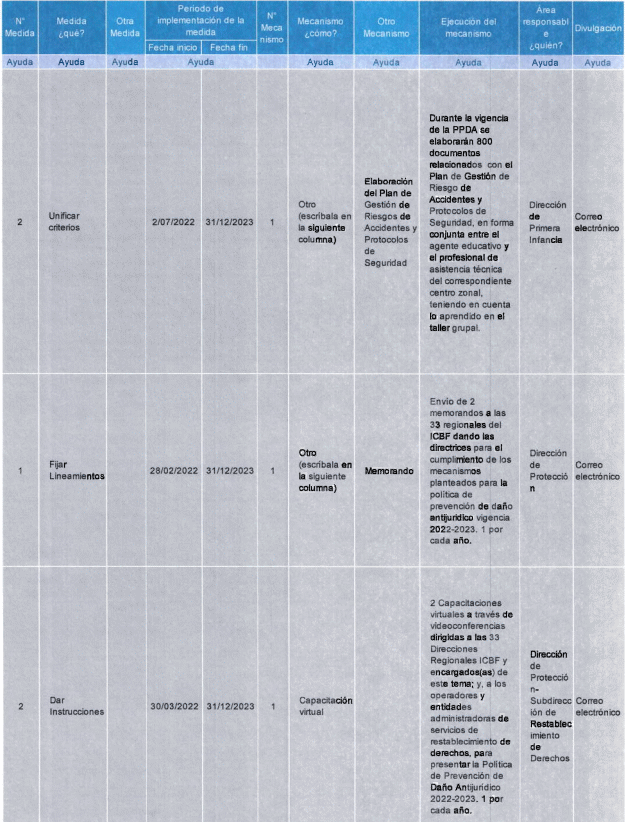 N° Medida
Medida ¿qué?
Otra Medida
Periodo de implementación de la medida
Fecha inicio
Fecha fin
N° Meca nismo
Mecanismo ¿cómo?
Otro Mecanismo
Ejecución del mecanismo
Área responsabl e ¿quién?
Divulgación
Ayuda
Ayuda
Ayuda
Ayuda
Ayuda
Ayuda
Ayuda
Ayuda
Ayuda
2
Unificar
criterios
2/07/2022
31/12/2023
1
Otro
(escríbala en
la siguiente
columna)
Elaboración
del Plan de
Gestión de
Riesgos de
Accidentes y
Protocolos
de
Seguridad
Durante la vigencia
de la PPDA se
elaborarán 800
documentos
relacionados con el
Plan de Gestión de
Riesgo de
Accidentes y
Protocolos de
Seguridad, en forma
conjunta entre el
agente educativo y
el profesional de
asistencia técnica
del correspondiente
centro zonal,
teniendo en cuenta
lo aprendido en el
taller grupal.
Dirección
de
Primera
Infancia
Correo
electrónico
1
Fijar
Lineamientos
28/02/2022
31/12/2023
1
Otro
(escríbala en
la siguiente
columna)
Memorando
Envío de 2
memorandos a las
33 regionales del
ICBF dando las
directrices para el
cumplimiento de los
mecanismos
planteados para la
política de
prevención de daño
antijurídico vigencia
2022-2023. 1 por
cada año.
Dirección
de
Protecció
n
Correo
electrónico
2
Dar
Instrucciones
30/03/2022
31/12/2023
1
Capacitación
virtual
2 Capacitaciones
virtuales a través de
videoconferencias
dirigidas a las 33
Direcciones
Regionales ICBF y
encargados(as) de
este tema; y, a los
operadores y
entidades
administradoras de
servicios de
restablecimiento de
derechos, para
presentar la Política
de Prevención de
Daño Antijurídico
2022-2023. 1 por
cada año.
Dirección
de
Protecció
n-
Subdirecc
ión de
Restablec
imiento
de
Derechos
Correo
electrónico